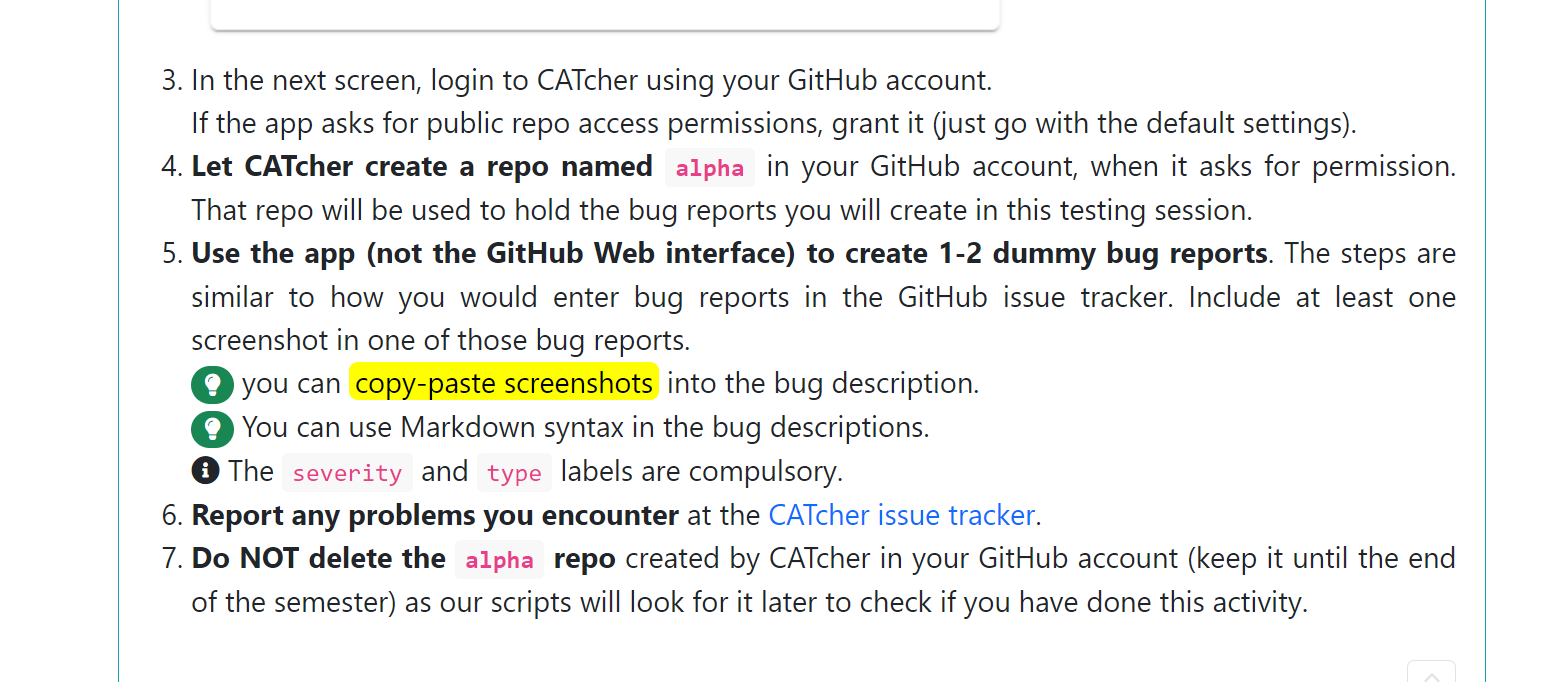 3. In the next screen, login to CATcher using your GitHub account.
If the app asks for public repo access permissions, grant it (just go with the default settings).
4. Let CATcher create a repo named alpha in your GitHub account, when it asks for permission.
That repo will be used to hold the bug reports you will create in this testing session.
5. Use the app (not the GitHub Web interface) to create 1-2 dummy bug reports. The steps are
similar to how you would enter bug reports in the GitHub issue tracker. Include at least one
screenshot in one of those bug reports.
you can copy-paste screenshots into the bug description.
You can use Markdown syntax in the bug descriptions.
The severity and type labels are compulsory.
6. Report any problems you encounter at the CATcher issue tracker.
7. Do NOT delete the alpha repo created by CATcher in your GitHub account (keep it until the end
of the semester) as our scripts will look for it later to check if you have done this activity.